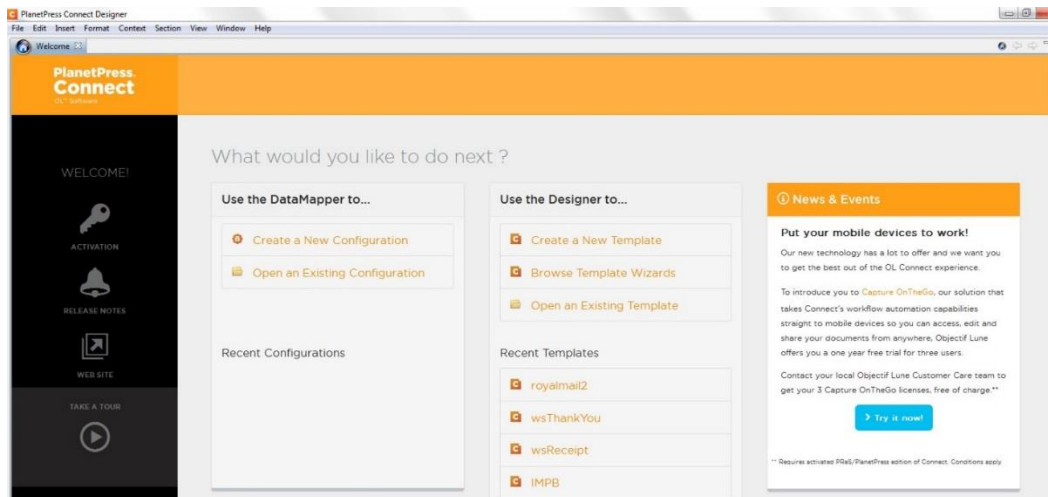 PlanetPress Connect Designer
File Edit Insert Format Context Section View Window Help
Welcome
PlanetPress.
Connect
OL® Software
WELCOME!
ACTIVATION
RELEASE NOTES
WEB SITE
TAKE A TOUR
What would you like to do next ?
Use the DataMapper to...
Create a New Configuration
Open an Existing Configuration
Recent Configurations
Use the Designer to...
Create a New Template
Browse Template Wizards
Open an Existing Template
Recent Templates
royalmail2
wsThankYou
wsReceipt
IMPB
News & Events
Put your mobile devices to work!
Our new technology has a lot to offer and we want you
to get the best out of the OL Connect experience.
To introduce you to Capture OnTheGo, our solution that
takes Connect's workflow automation capabilities
straight to mobile devices so you can access, edit and
share your documents from anywhere, Objectif Lune
offers you a one year free trial for three users.
Contact your local Objectif Lune Customer Care team to
get your 3 Capture OnTheGo licenses, free of charge.**
> Try it now!
** Requires activated PReS/PlanetPress edition of Connect. Conditions apply.